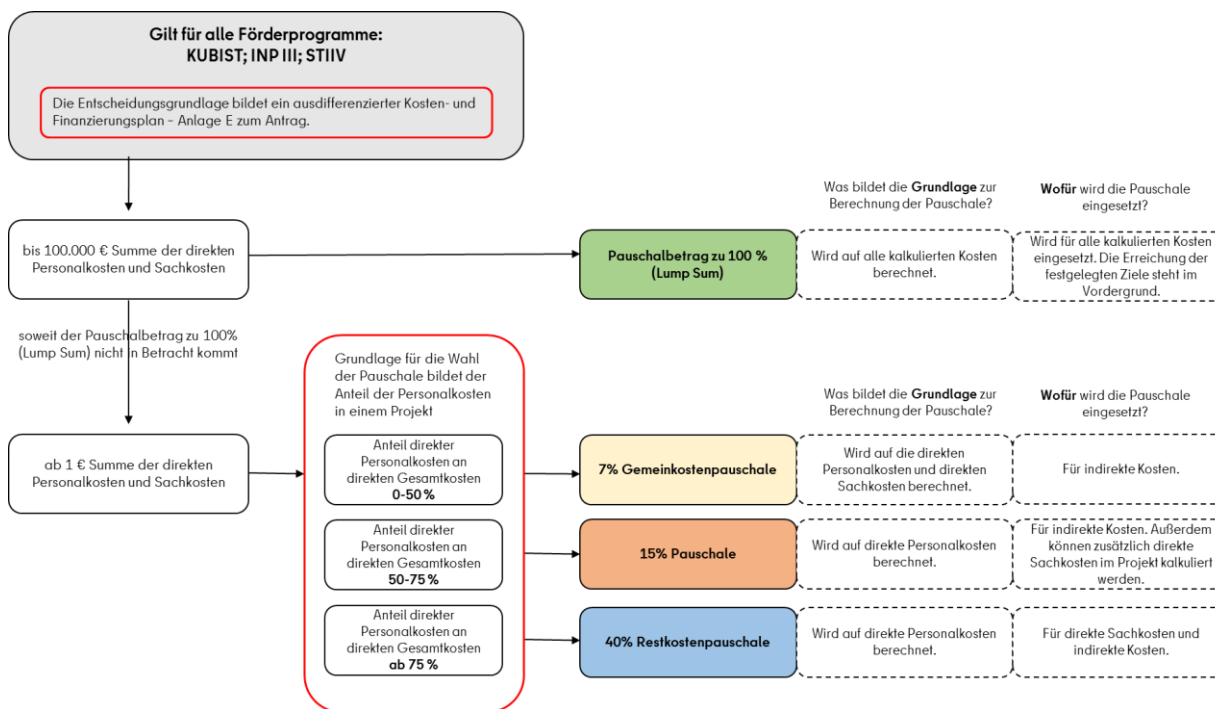 Gilt für alle Förderprogramme:
KUBIST; INP III; STIIV
Die Entscheidungsgrundlage bildet ein ausdifferenzierter Kosten- und
Finanzierungsplan – Anlage E zum Antrag.
Was bildet die Grundlage zur
Berechnung der Pauschale?
Wofür wird die Pauschale
eingesetzt?
bis 100.000 € Summe der direkten
Personalkosten und Sachkosten
Pauschalbetrag zu 100 %
(Lump Sum)
Wird auf alle kalkulierten Kosten
berechnet.
Wird für alle kalkulierten Kosten
eingesetzt. Die Erreichung der
festgelegten Ziele steht im
Vordergrund.
soweit der Pauschalbetrag zu 100%
(Lump Sum) nicht in Betracht kommt
Grundlage für die Wahl
der Pauschale bildet der
Anteil der Personalkosten
in einem Projekt
Was bildet die Grundlage zur
Berechnung der Pauschale?
Wofür wird die Pauschale
eingesetzt?
ab 1 € Summe der direkten
Personalkosten und Sachkosten
Anteil direkter
Personalkosten an
direkten Gesamtkosten
0-50 %
7% Gemeinkostenpauschale
Wird auf die direkten
Personalkosten und direkten
Sachkosten berechnet.
Für indirekte Kosten.
Anteil direkter
Personalkosten an
direkten Gesamtkosten
50-75 %
15% Pauschale
Wird auf direkte Personalkosten
berechnet.
Für indirekte Kosten. Außerdem
können zusätzlich direkte
Sachkosten im Projekt kalkuliert
werden.
Anteil direkter
Personalkosten an
direkten Gesamtkosten
ab 75 %
40% Restkostenpauschale
Wird auf direkte Personalkosten
berechnet.
Für direkte Sachkosten und
indirekte Kosten.